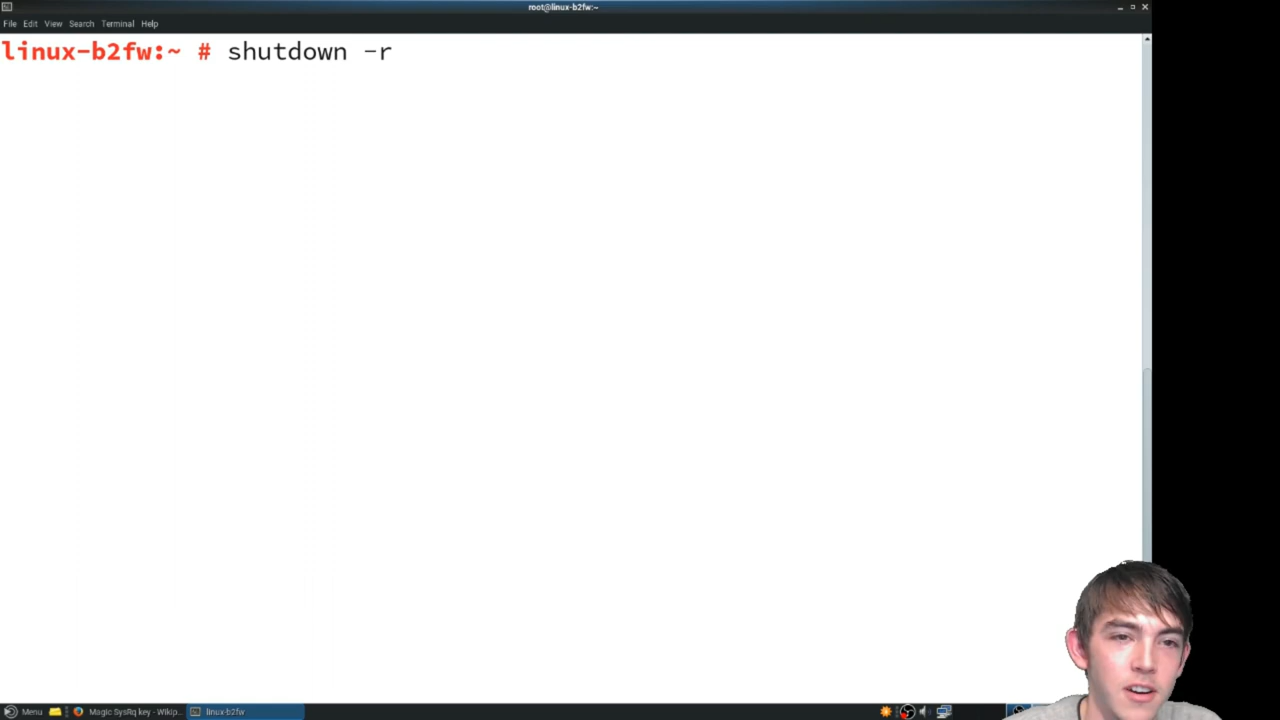 root@linux-b2fw:~
File Edit View Search Terminal Help
linux-b2fw:~ # shutdown -r
Menu
Magic SysRq key - Wikip...
linux-b2fw